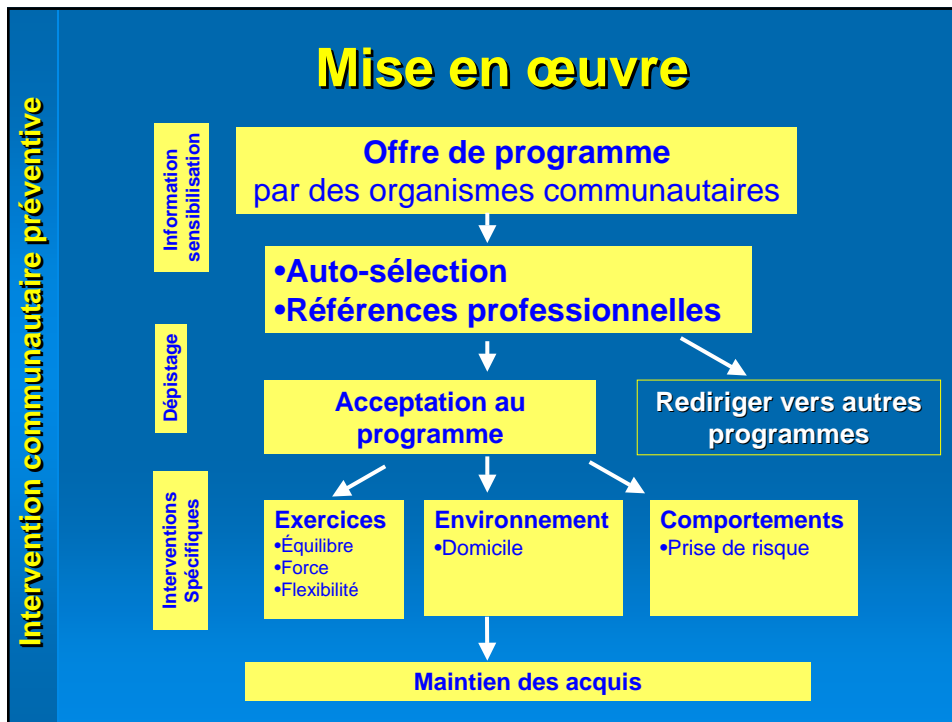 Intervention communautaire préventive
Mise en œuvre
Information
sensibilisation
Offre de programme
par des organismes communautaires
•Auto-sélection
•Références professionnelles
Dépistage
Acceptation au
programme
Rediriger vers autres
programmes
Interventions
Spécifiques
Exercices
•Équilibre
•Force
•Flexibilité
Environnement
•Domicile
Comportements
•Prise de risque
Maintien des acquis